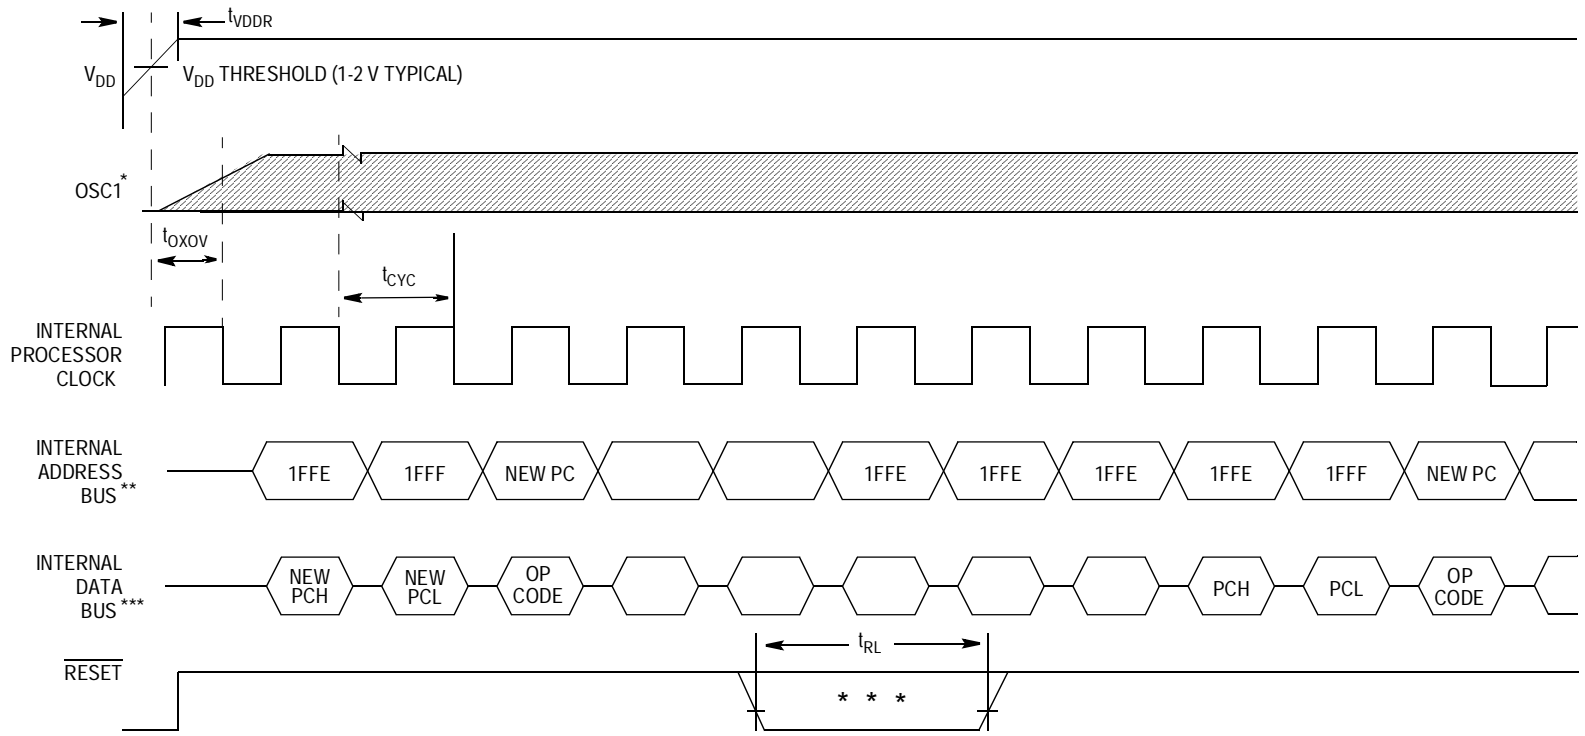 tVDDR
VDD
VDD THRESHOLD (1-2 V TYPICAL)
OSC1*
tOXOV
tCYC
INTERNAL
PROCESSOR
CLOCK
INTERNAL
ADDRESS
BUS**
1FFE
1FFF
NEW PC
1FFE
1FFE
1FFE
1FFE
1FFF
NEW PC
INTERNAL
DATA
BUS***
NEW
PCH
NEW
PCL
OP
CODE
PCH
PCL
OP
CODE
tRL
RESET
* * *